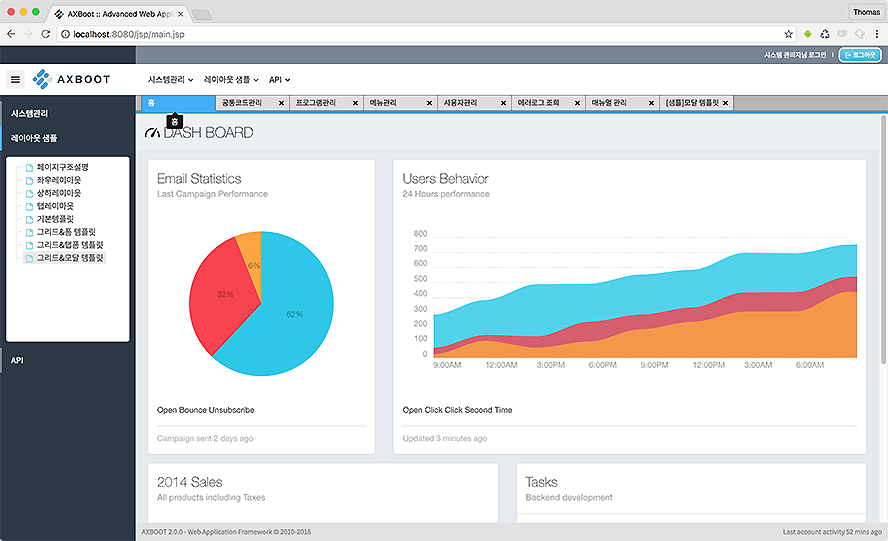 AXBoot :: Advanced Web Appl
Thomas
localhost:8080/jsp/main.jsp
시스템 관리자님 로그인
로그아웃
AXBOOT
시스템관리 레이아웃 샘플 API
홈 공통코드관리 프로그램관리 메뉴관리 사용자관리 에러로그 조회 매뉴얼 관리 [샘플]모달 템플릿
홈
시스템관리
레이아웃 샘플
페이지구조설명
좌우레이아웃
상하레이아웃
탭레이아웃
기본템플릿
그리드&폼 템플릿
그리드&탭폼 템플릿
그리드&모달 템플릿
API
DASH BOARD
Email Statistics
Last Campaign Performance
6%
32%
62%
Open Bounce Unsubscribe
Campaign sent 2 days ago
Users Behavior
24 Hours performance
800
700
600
500
400
300
200
100
0
9:00AM 12:00AM 3:00PM 6:00PM 9:00PM 12:00PM 3:00AM 6:00AM
Open Click Click Second Time
Updated 3 minutes ago
2014 Sales
All products including Taxes
Tasks
Backend development
AXBOOT 2.0.0 - Web Application Framework © 2010-2016
Last account activity 52 mins ago